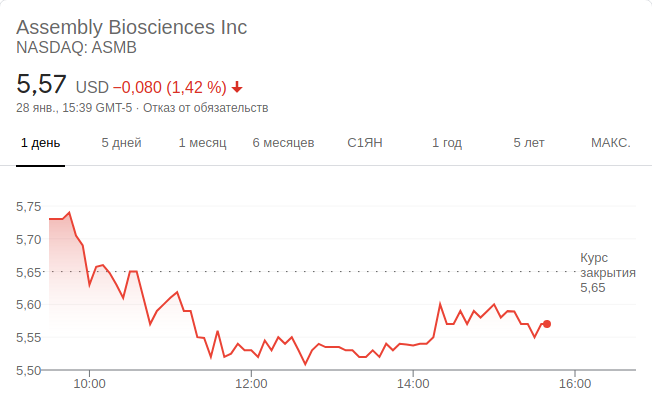 Assembly Biosciences Inc
NASDAQ: ASMB
5,57 USD −0,080 (1,42 %)
28 янв., 15:39 GMT-5 · Отказ от обязательств
1 день 5 дней 1 месяц 6 месяцев С1ЯН 1 год 5 лет МАКС.
5,75
5,70
5,65
5,60
5,55
5,50
Курс
закрытия
5,65
10:00 12:00 14:00 16:00